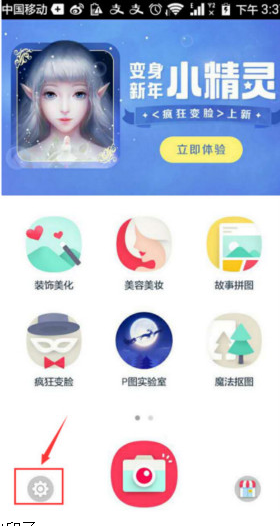 中国移动 下午 3:3
变身
新年
小精灵
<疯狂变脸>上新
立即体验
装饰美化 美容美妆 故事拼图
疯狂变脸 P图实验室 魔法抠图